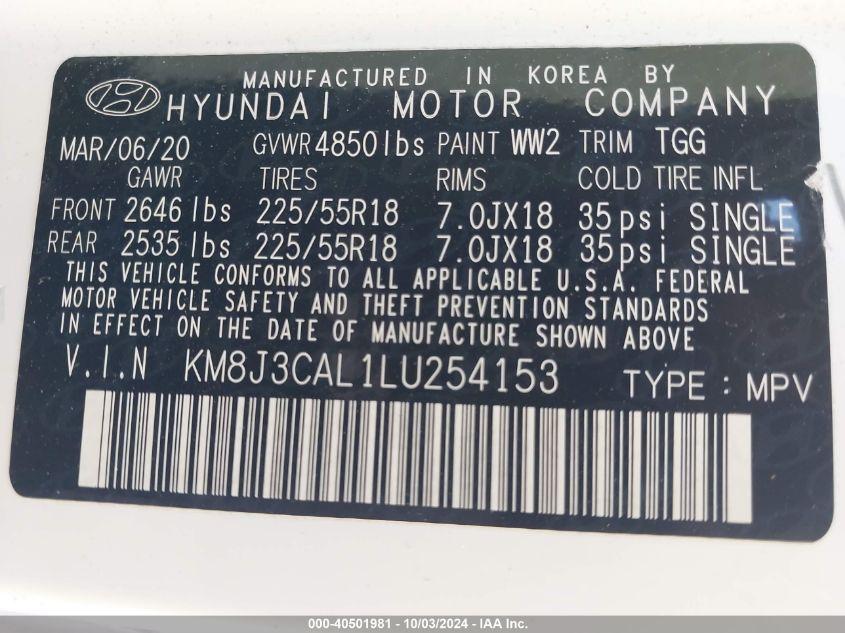 MANUFACTURED IN KOREA BY
HYUNDAI MOTOR COMPANY
MAR/06/20 GVWR 4850lbs PAINT WW2 TRIM TGG
GAWR TIRES RIMS COLD TIRE INFL
FRONT 2646 lbs 225/55R18 7.0JX18 35psi SINGLE
REAR 2535 lbs 225/55R18 7.0JX18 35psi SINGLE
THIS VEHICLE CONFORMS TO ALL APPLICABLE U.S.A. FEDERAL
MOTOR VEHICLE SAFETY AND THEFT PREVENTION STANDARDS
IN EFFECT ON THE DATE OF MANUFACTURE SHOWN ABOVE
V.I.N KM8J3CAL1LU254153 TYPE : MPV
000-40501981 - 10/03/2024 - IAA Inc.